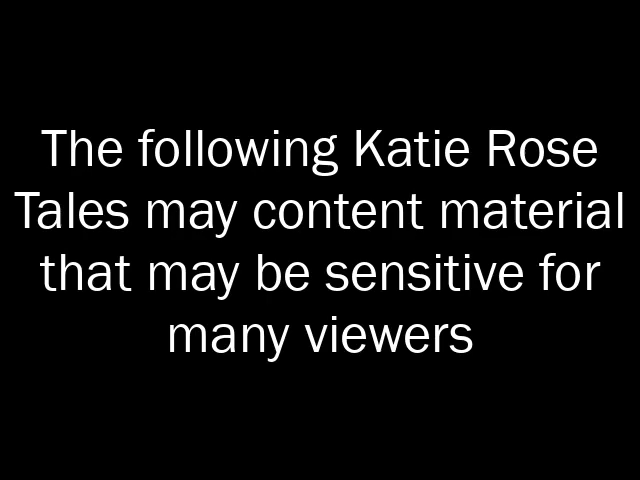 The following Katie Rose
Tales may content material
that may be sensitive for
many viewers